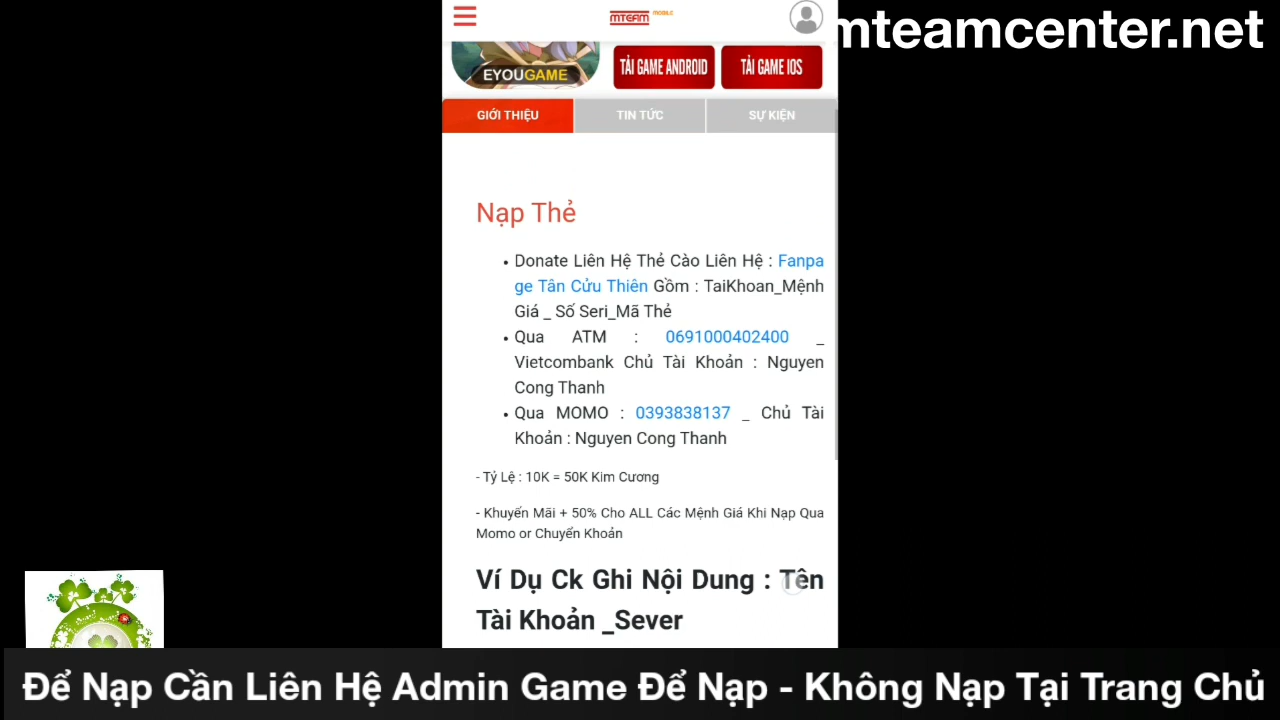 MTEAM MOBILE
mteamcenter.net
EYOUGAME
TẢI GAME ANDROID
TẢI GAME IOS
GIỚI THIỆU
TIN TỨC
SỰ KIỆN
Nạp Thẻ
• Donate Liên Hệ Thẻ Cào Liên Hệ : Fanpa
ge Tân Cửu Thiên Gồm : TaiKhoan_Mệnh
Giá _ Số Seri_Mã Thẻ
• Qua ATM : 0691000402400 _
Vietcombank Chủ Tài Khoản : Nguyen
Cong Thanh
• Qua MOMO : 0393838137 _ Chủ Tài
Khoản : Nguyen Cong Thanh
- Tỷ Lệ : 10K = 50K Kim Cương
- Khuyến Mãi + 50% Cho ALL Các Mệnh Giá Khi Nạp Qua
Momo or Chuyển Khoản
Ví Dụ Ck Ghi Nội Dung : Tên
Tài Khoản _Sever
Để Nạp Cần Liên Hệ Admin Game Để Nạp - Không Nạp Tại Trang Chủ